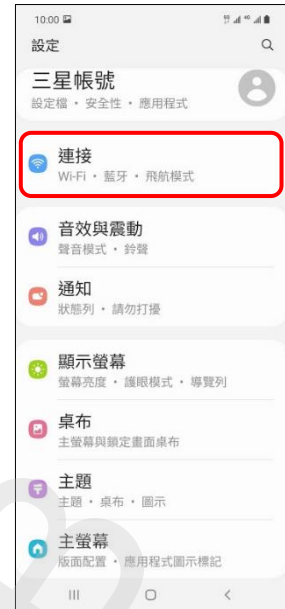 10:00
設定
三星帳號
設定檔 • 安全性 • 應用程式
連接
Wi-Fi • 藍牙 • 飛航模式
音效與震動
聲音模式 • 鈴聲
通知
狀態列 • 請勿打擾
顯示螢幕
螢幕亮度 • 護眼模式 • 導覽列
桌布
主螢幕與鎖定畫面桌布
主題
主題 • 桌布 • 圖示
主螢幕
版面配置 • 應用程式圖示標記